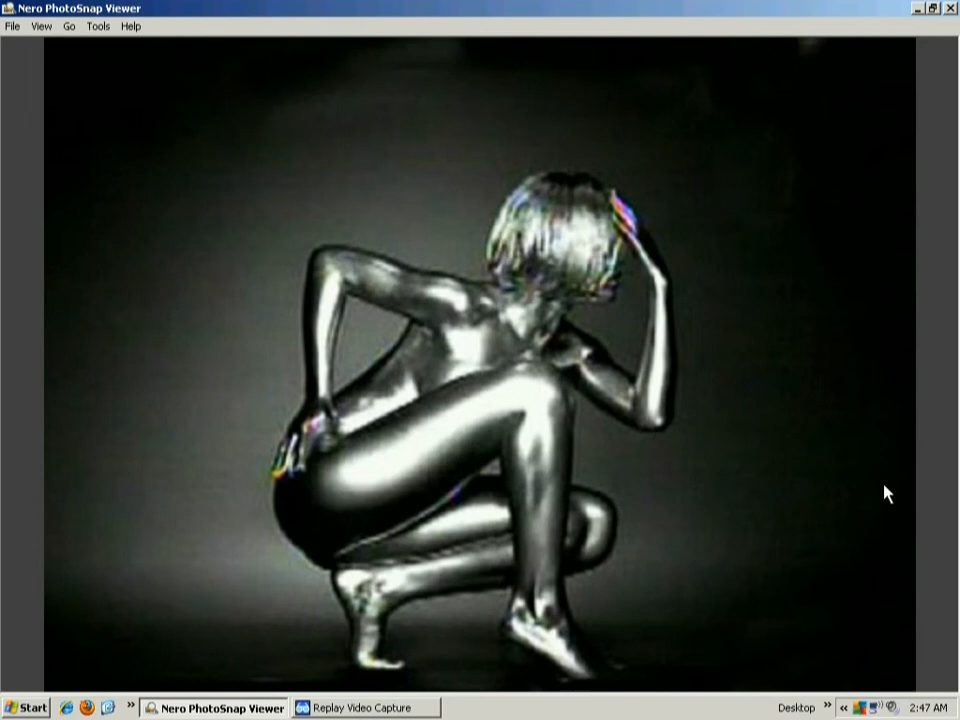 Nero PhotoSnap Viewer
File View Go Tools Help
Start Nero PhotoSnap Viewer Replay Video Capture Desktop 2:47 AM